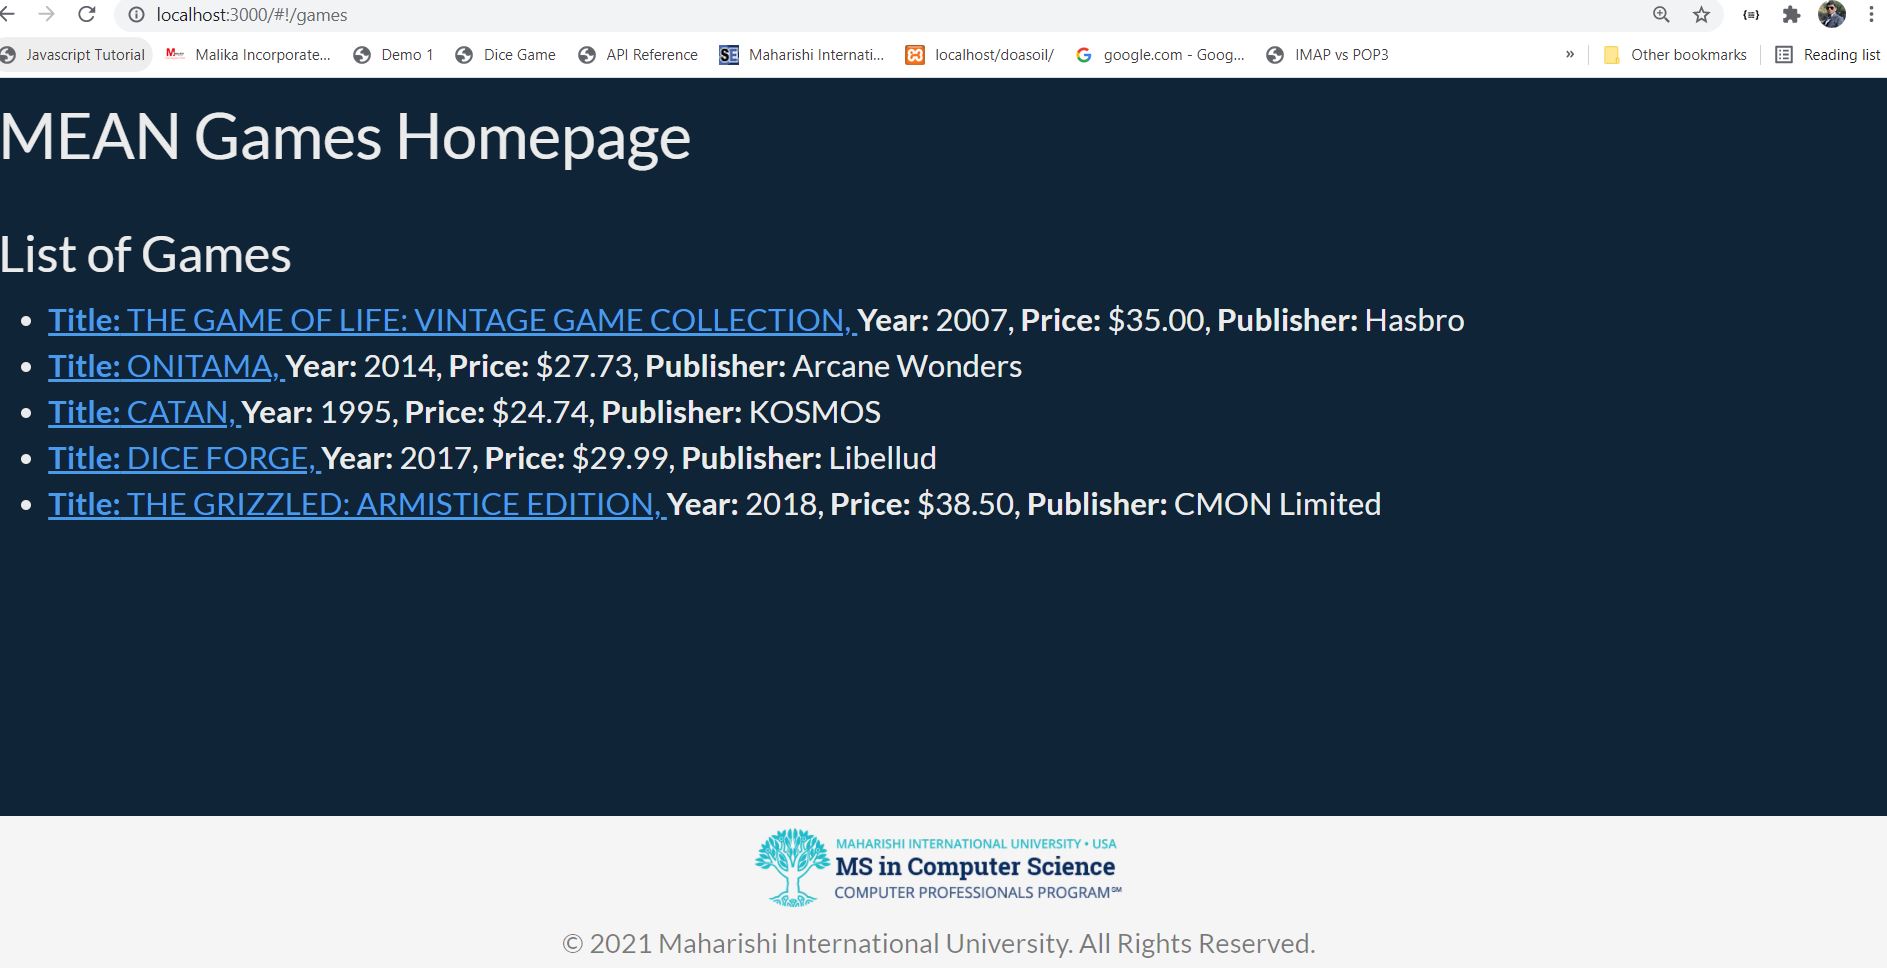 localhost:3000/#!/games
Javascript Tutorial Malika Incorporate... Demo 1 Dice Game API Reference SE Maharishi Internati... localhost/doasoil/ google.com - Goog... IMAP vs POP3 » Other bookmarks Reading list
MEAN Games Homepage
List of Games
• Title: THE GAME OF LIFE: VINTAGE GAME COLLECTION, Year: 2007, Price: $35.00, Publisher: Hasbro
• Title: ONITAMA, Year: 2014, Price: $27.73, Publisher: Arcane Wonders
• Title: CATAN, Year: 1995, Price: $24.74, Publisher: KOSMOS
• Title: DICE FORGE, Year: 2017, Price: $29.99, Publisher: Libellud
• Title: THE GRIZZLED: ARMISTICE EDITION, Year: 2018, Price: $38.50, Publisher: CMON Limited
MAHARISHI INTERNATIONAL UNIVERSITY • USA
MS in Computer Science
COMPUTER PROFESSIONALS PROGRAM℠
© 2021 Maharishi International University. All Rights Reserved.